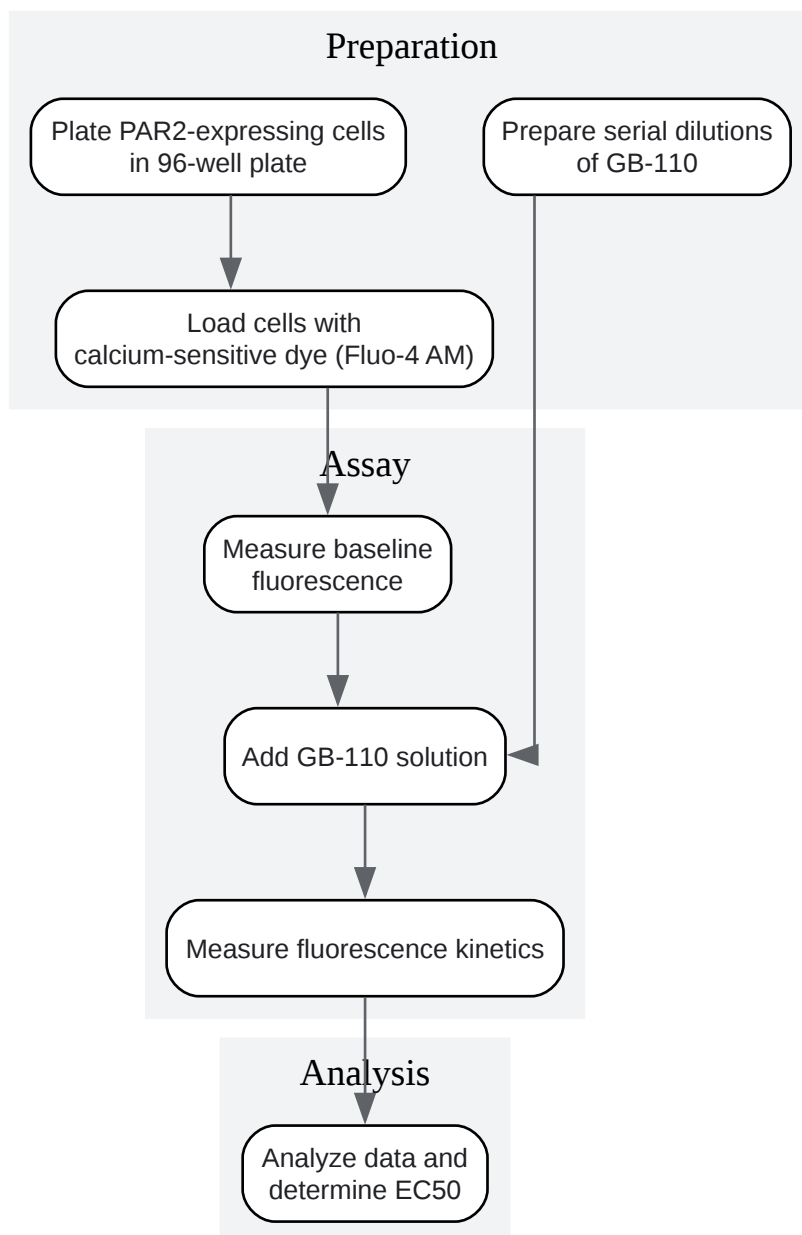 Preparation
Plate PAR2-expressing cells
in 96-well plate
Prepare serial dilutions
of GB-110
Load cells with
calcium-sensitive dye (Fluo-4 AM)
Assay
Measure baseline
fluorescence
Add GB-110 solution
Measure fluorescence kinetics
Analysis
Analyze data and
determine EC50